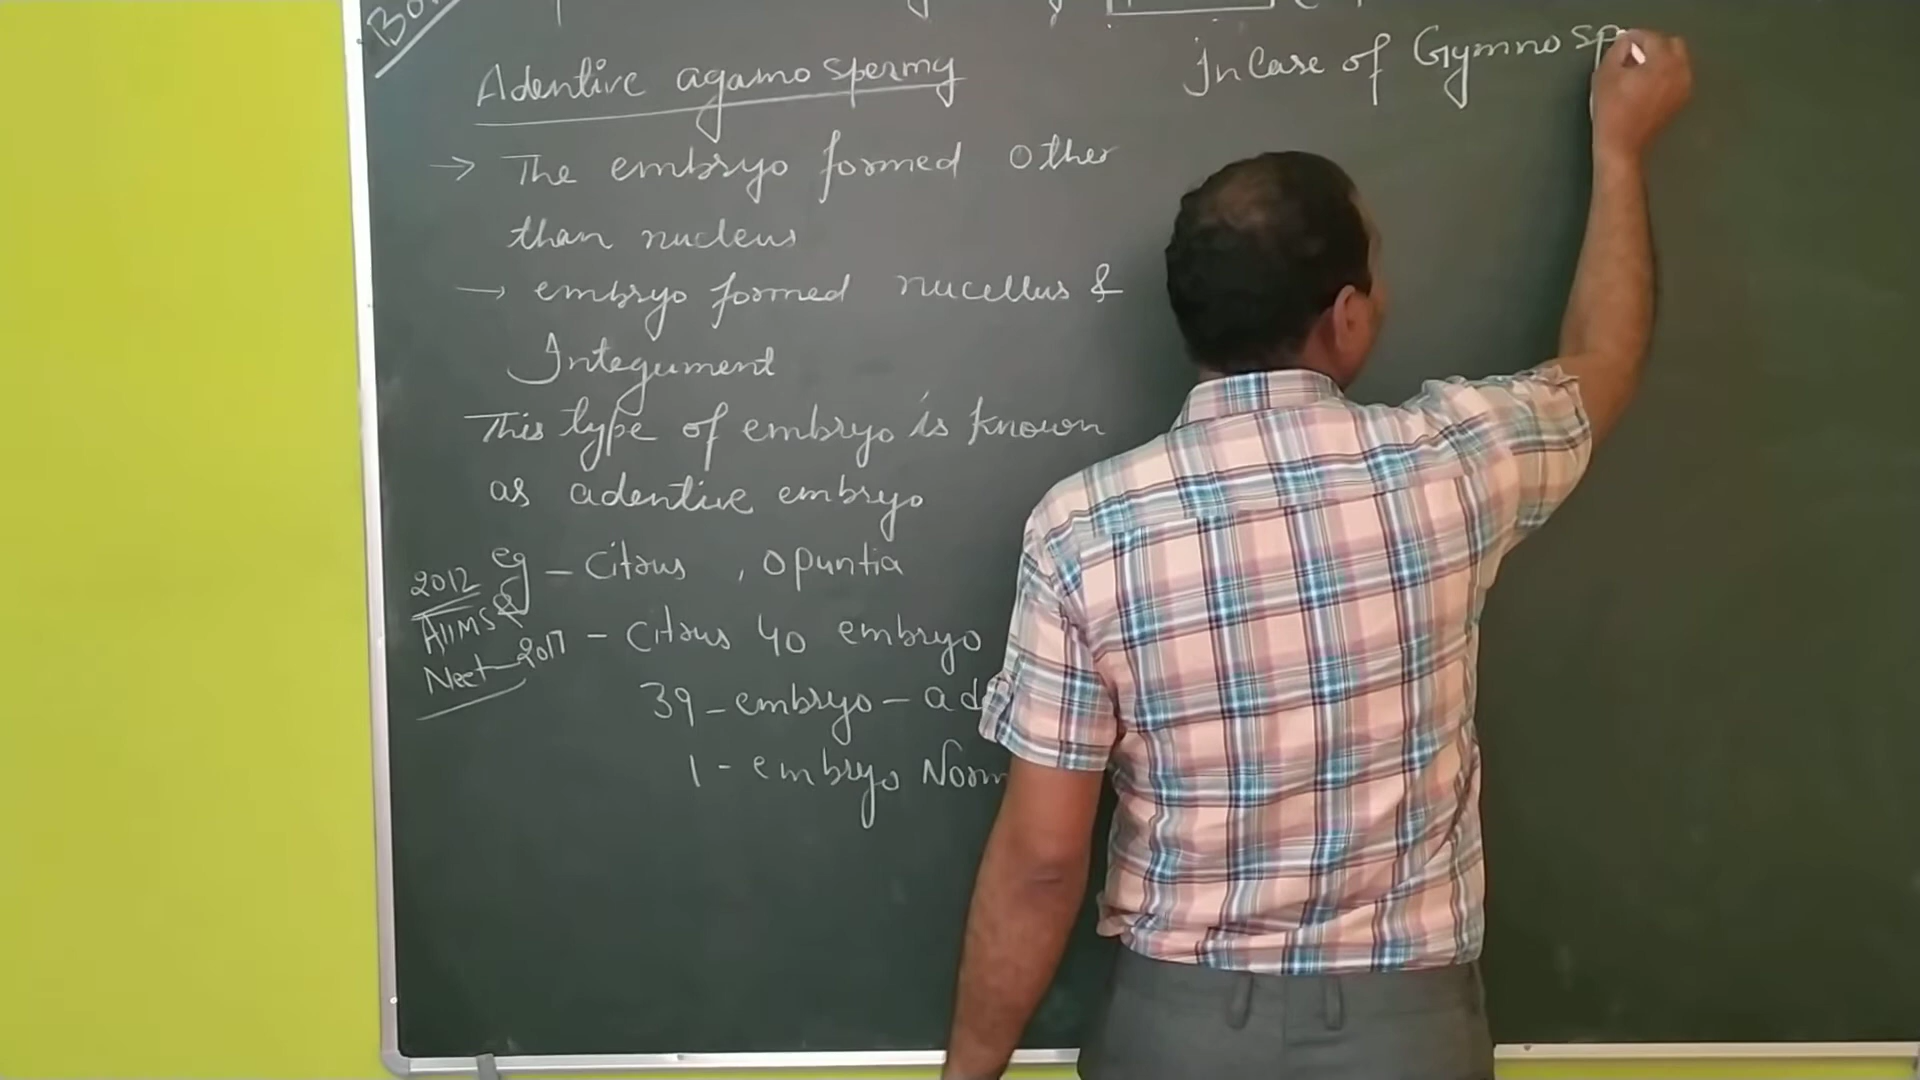 Adentive agamospermy
→ The embryo formed other
than nucleus
→ embryo formed nucellus &
Integument
This type of embryo is known
as adentive embryo
eg - Citrus , Opuntia
2012
AIIMS &
Neet-2017
- Citrus 40 embryo
39 - embryo - ad
1 - embryo Norm
In Case of Gymnosp